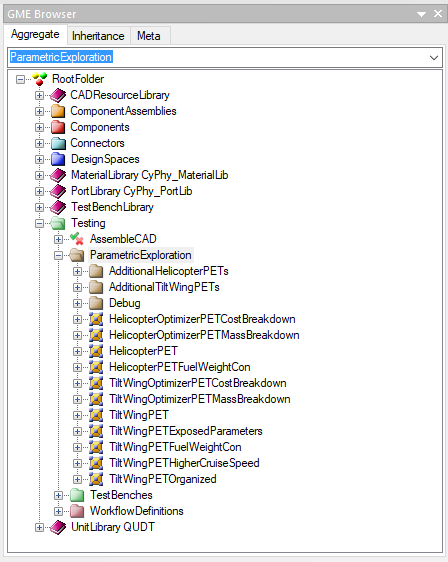 GME Browser
Aggregate Inheritance Meta
ParametricExploration
RootFolder
CADResourceLibrary
ComponentAssemblies
Components
Connectors
DesignSpaces
MaterialLibrary CyPhy_MaterialLib
PortLibrary CyPhy_PortLib
TestBenchLibrary
Testing
AssembleCAD
ParametricExploration
AdditionalHelicopterPETs
AdditionalTiltWingPETs
Debug
HelicopterOptimizerPETCostBreakdown
HelicopterOptimizerPETMassBreakdown
HelicopterPET
HelicopterPETFuelWeightCon
TiltWingOptimizerPETCostBreakdown
TiltWingOptimizerPETMassBreakdown
TiltWingPET
TiltWingPETExposedParameters
TiltWingPETFuelWeightCon
TiltWingPETHigherCruiseSpeed
TiltWingPETOrganized
TestBenches
WorkflowDefinitions
UnitLibrary QUDT